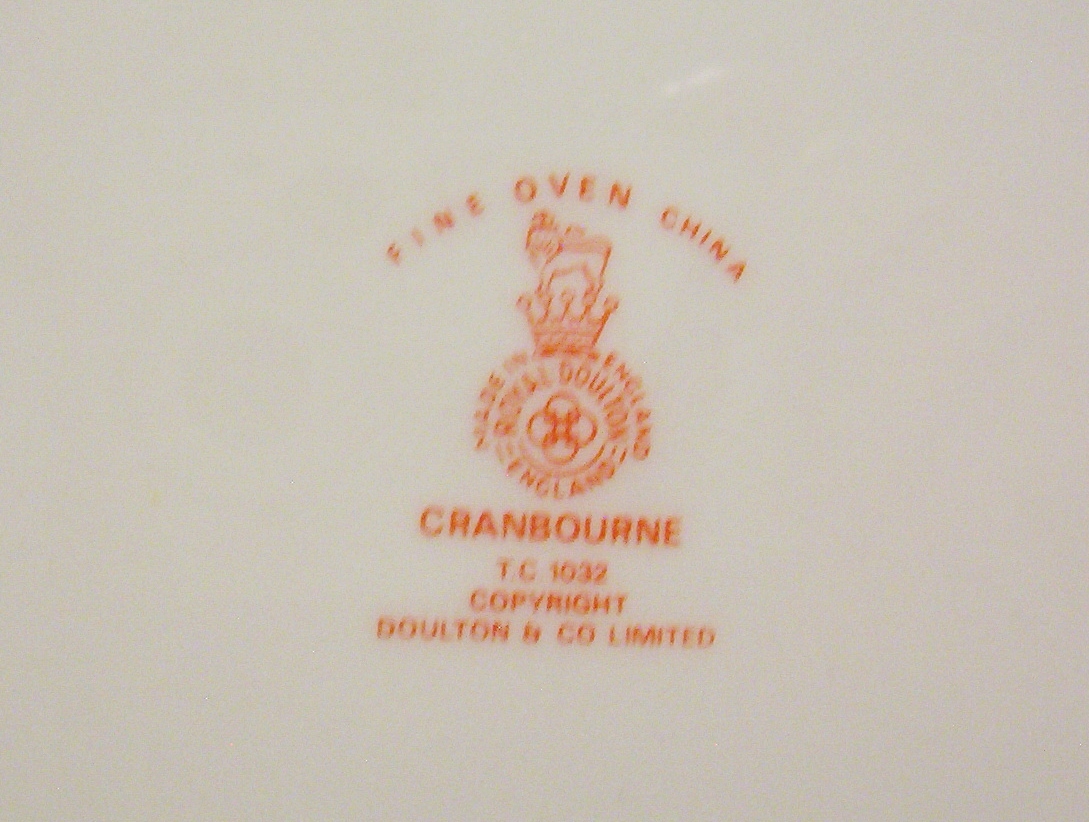 FINE OVEN CHINA
MADE IN ENGLAND
ROYAL DOULTON
ENGLAND
CRANBOURNE
T.C 1032
COPYRIGHT
DOULTON & CO LIMITED